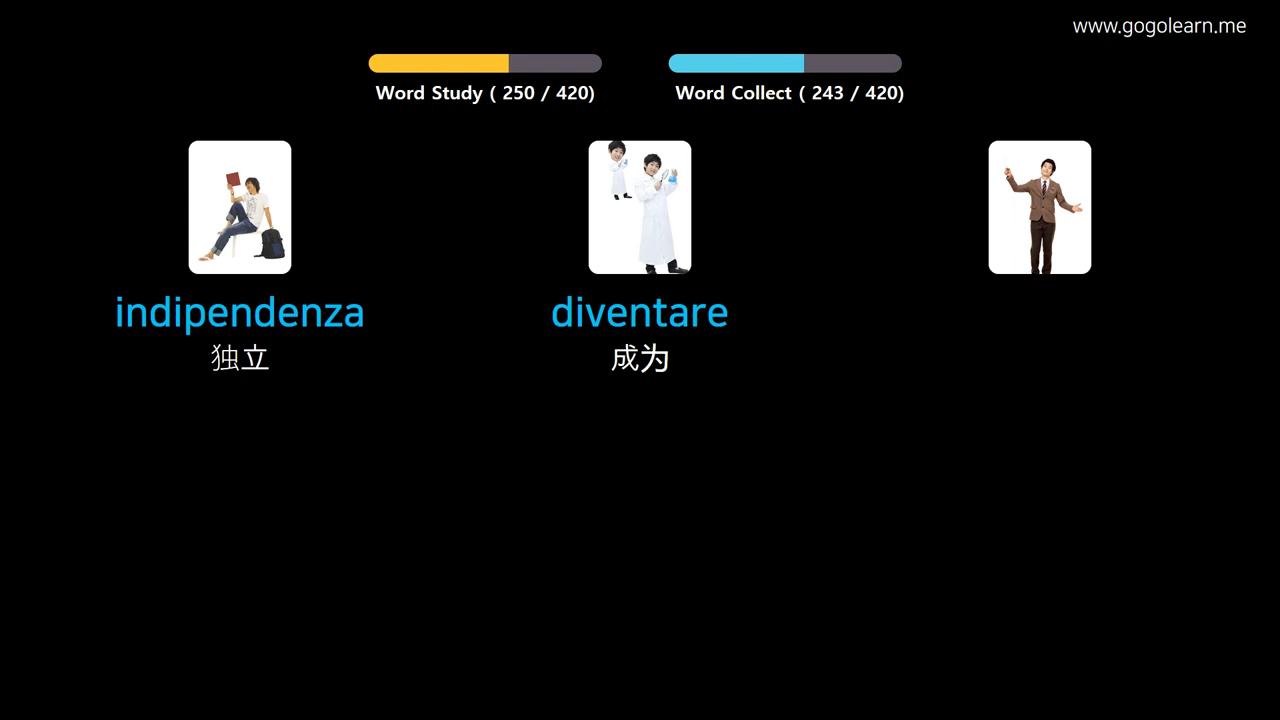 www.gogolearn.me
Word Study ( 250 / 420)
Word Collect ( 243 / 420)
indipendenza
独立
diventare
成为